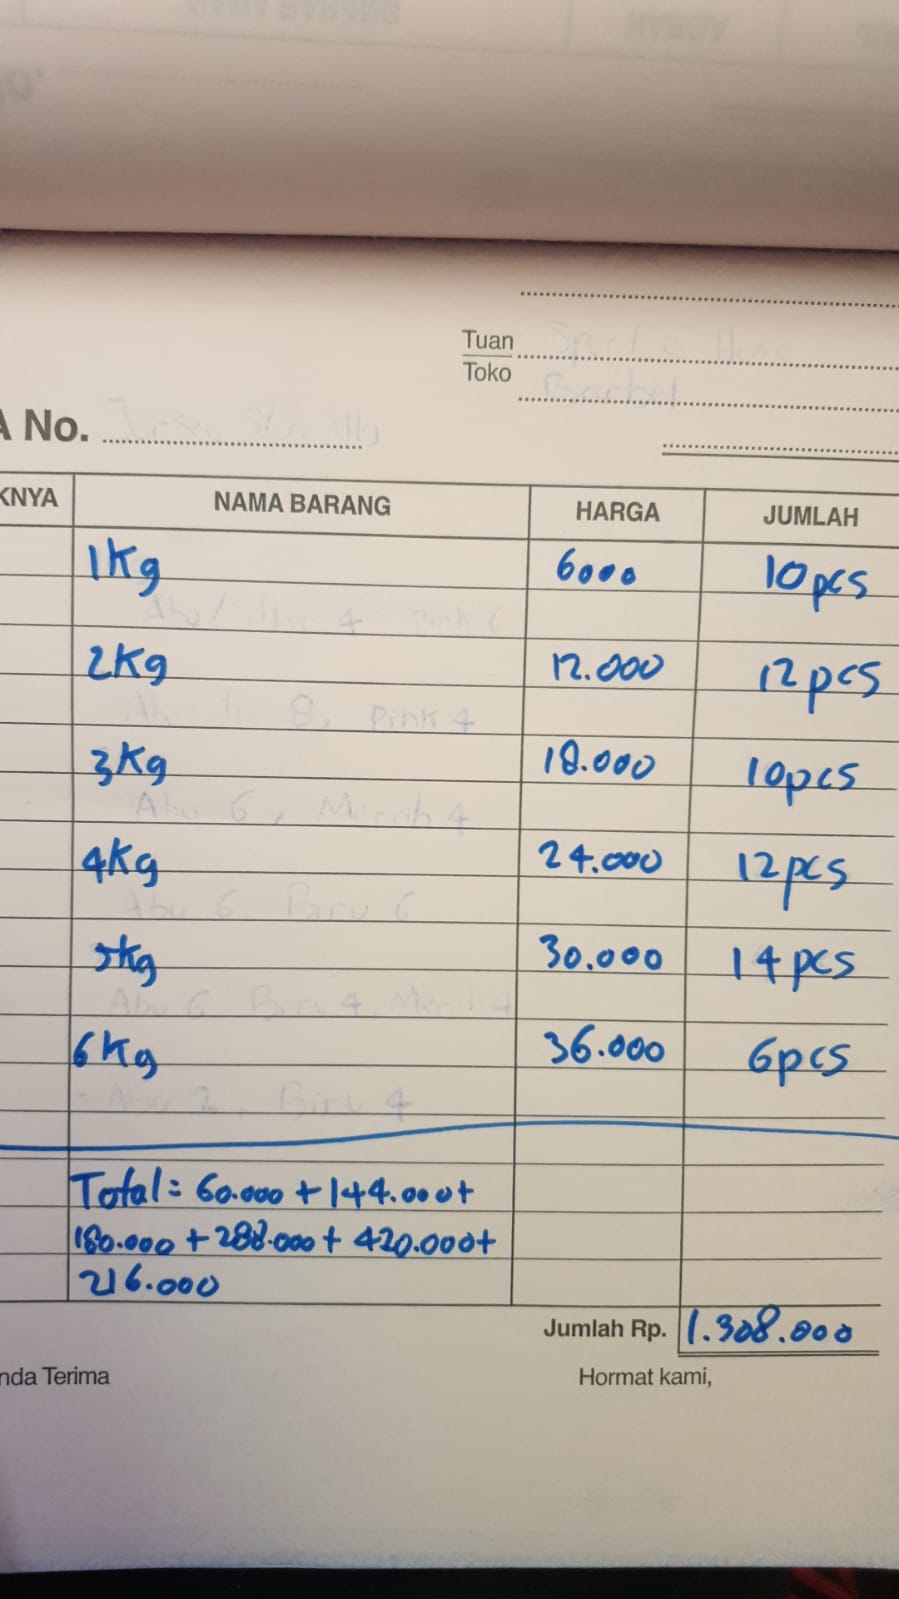 Tuan
Toko
A No.
KNYA NAMA BARANG HARGA JUMLAH
1Kg 6000 10pcs
2Kg 12.000 12pcs
3Kg 18.000 10pcs
4Kg 24.000 12pcs
5kg 30.000 14pcs
6Kg 36.000 6pcs
Total = 60.000 + 144.000+
180.000 + 288.000 + 420.000+
216.000
Jumlah Rp. 1.308.000
nda Terima Hormat kami,